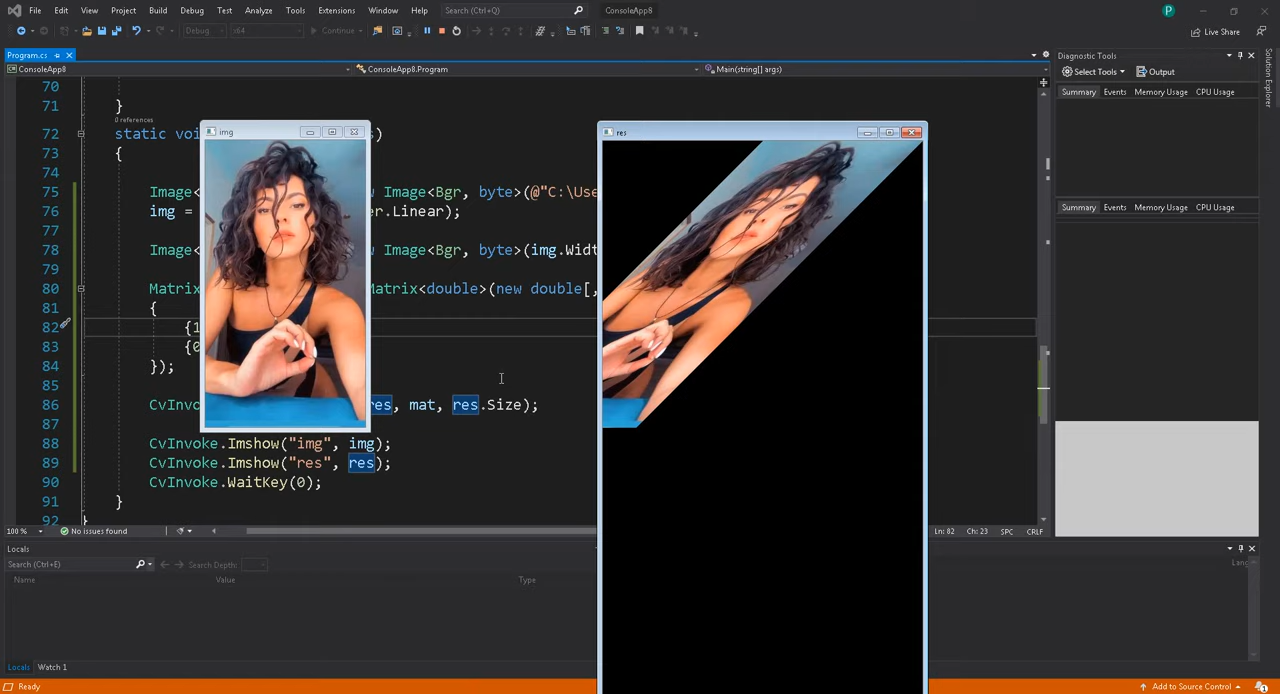 File Edit View Project Build Debug Test Analyze Tools Extensions Window Help Search (Ctrl+Q) ConsoleApp8 P
Debug x64 Continue Live Share
Program.cs
ConsoleApp8 ConsoleApp8.Program Main(string[] args)
70
71 }
0 references
72 static voi s)
73 {
74
75 Image< w Image<Bgr, byte>(@"C:\Use
76 img = er.Linear);
77
78 Image< w Image<Bgr, byte>(img.Widt
79
80 Matrix Matrix<double>(new double[,
81 {
82 {1
83 {0
84 });
85
86 CvInvo res, mat, res.Size);
87
88 CvInvoke.Imshow("img", img);
89 CvInvoke.Imshow("res", res);
90 CvInvoke.WaitKey(0);
91 }
92 }
img
res
100 % No issues found Ln: 82 Ch: 23 SPC CRLF
Locals
Search (Ctrl+E) Search Depth:
Name Value Type Lang
Locals Watch 1
Diagnostic Tools
Select Tools Output
Summary Events Memory Usage CPU Usage
Summary Events Memory Usage CPU Usage
Solution Explorer
Ready Add to Source Control